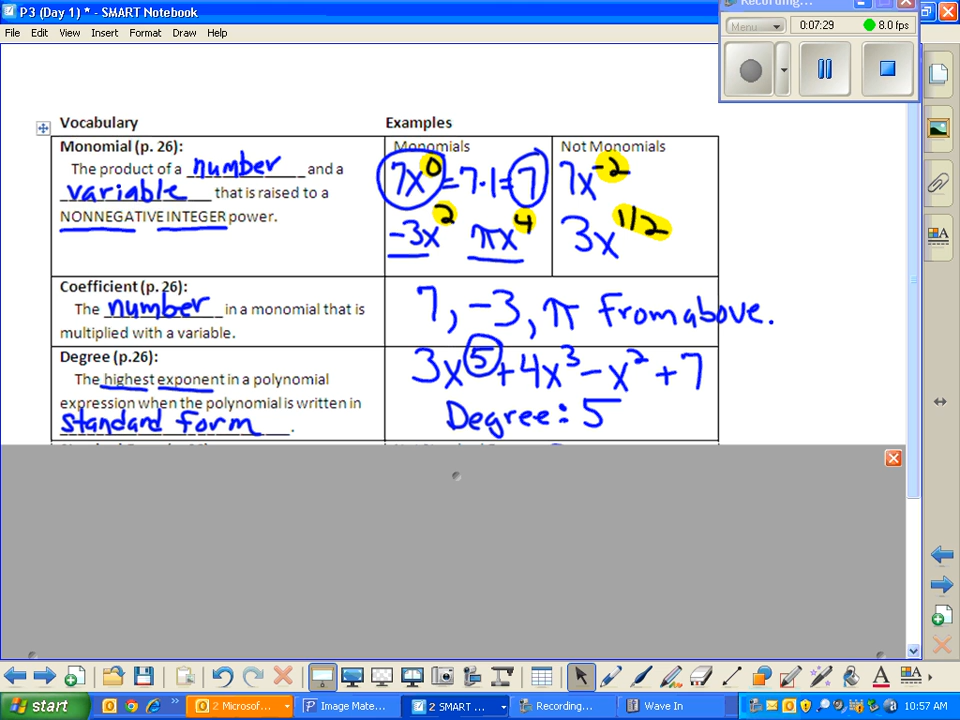 P3 (Day 1) * - SMART Notebook
Recording...
File Edit View Insert Format Draw Help
Menu
0:07:29
8.0 fps
Vocabulary
Examples
Monomial (p. 26):
The product of a number and a
variable that is raised to a
NONNEGATIVE INTEGER power.
Monomials
7x⁰=7·1=7
-3x² πx⁴
Not Monomials
7x⁻²
3x^1/2
Coefficient (p. 26):
The number in a monomial that is
multiplied with a variable.
7, -3, π From above.
Degree (p.26):
The highest exponent in a polynomial
expression when the polynomial is written in
standard form.
3x⁵+4x³-x²+7
Degree: 5
start
2 Microsof...
Image Mate...
2 SMART ...
Recording...
Wave In
10:57 AM